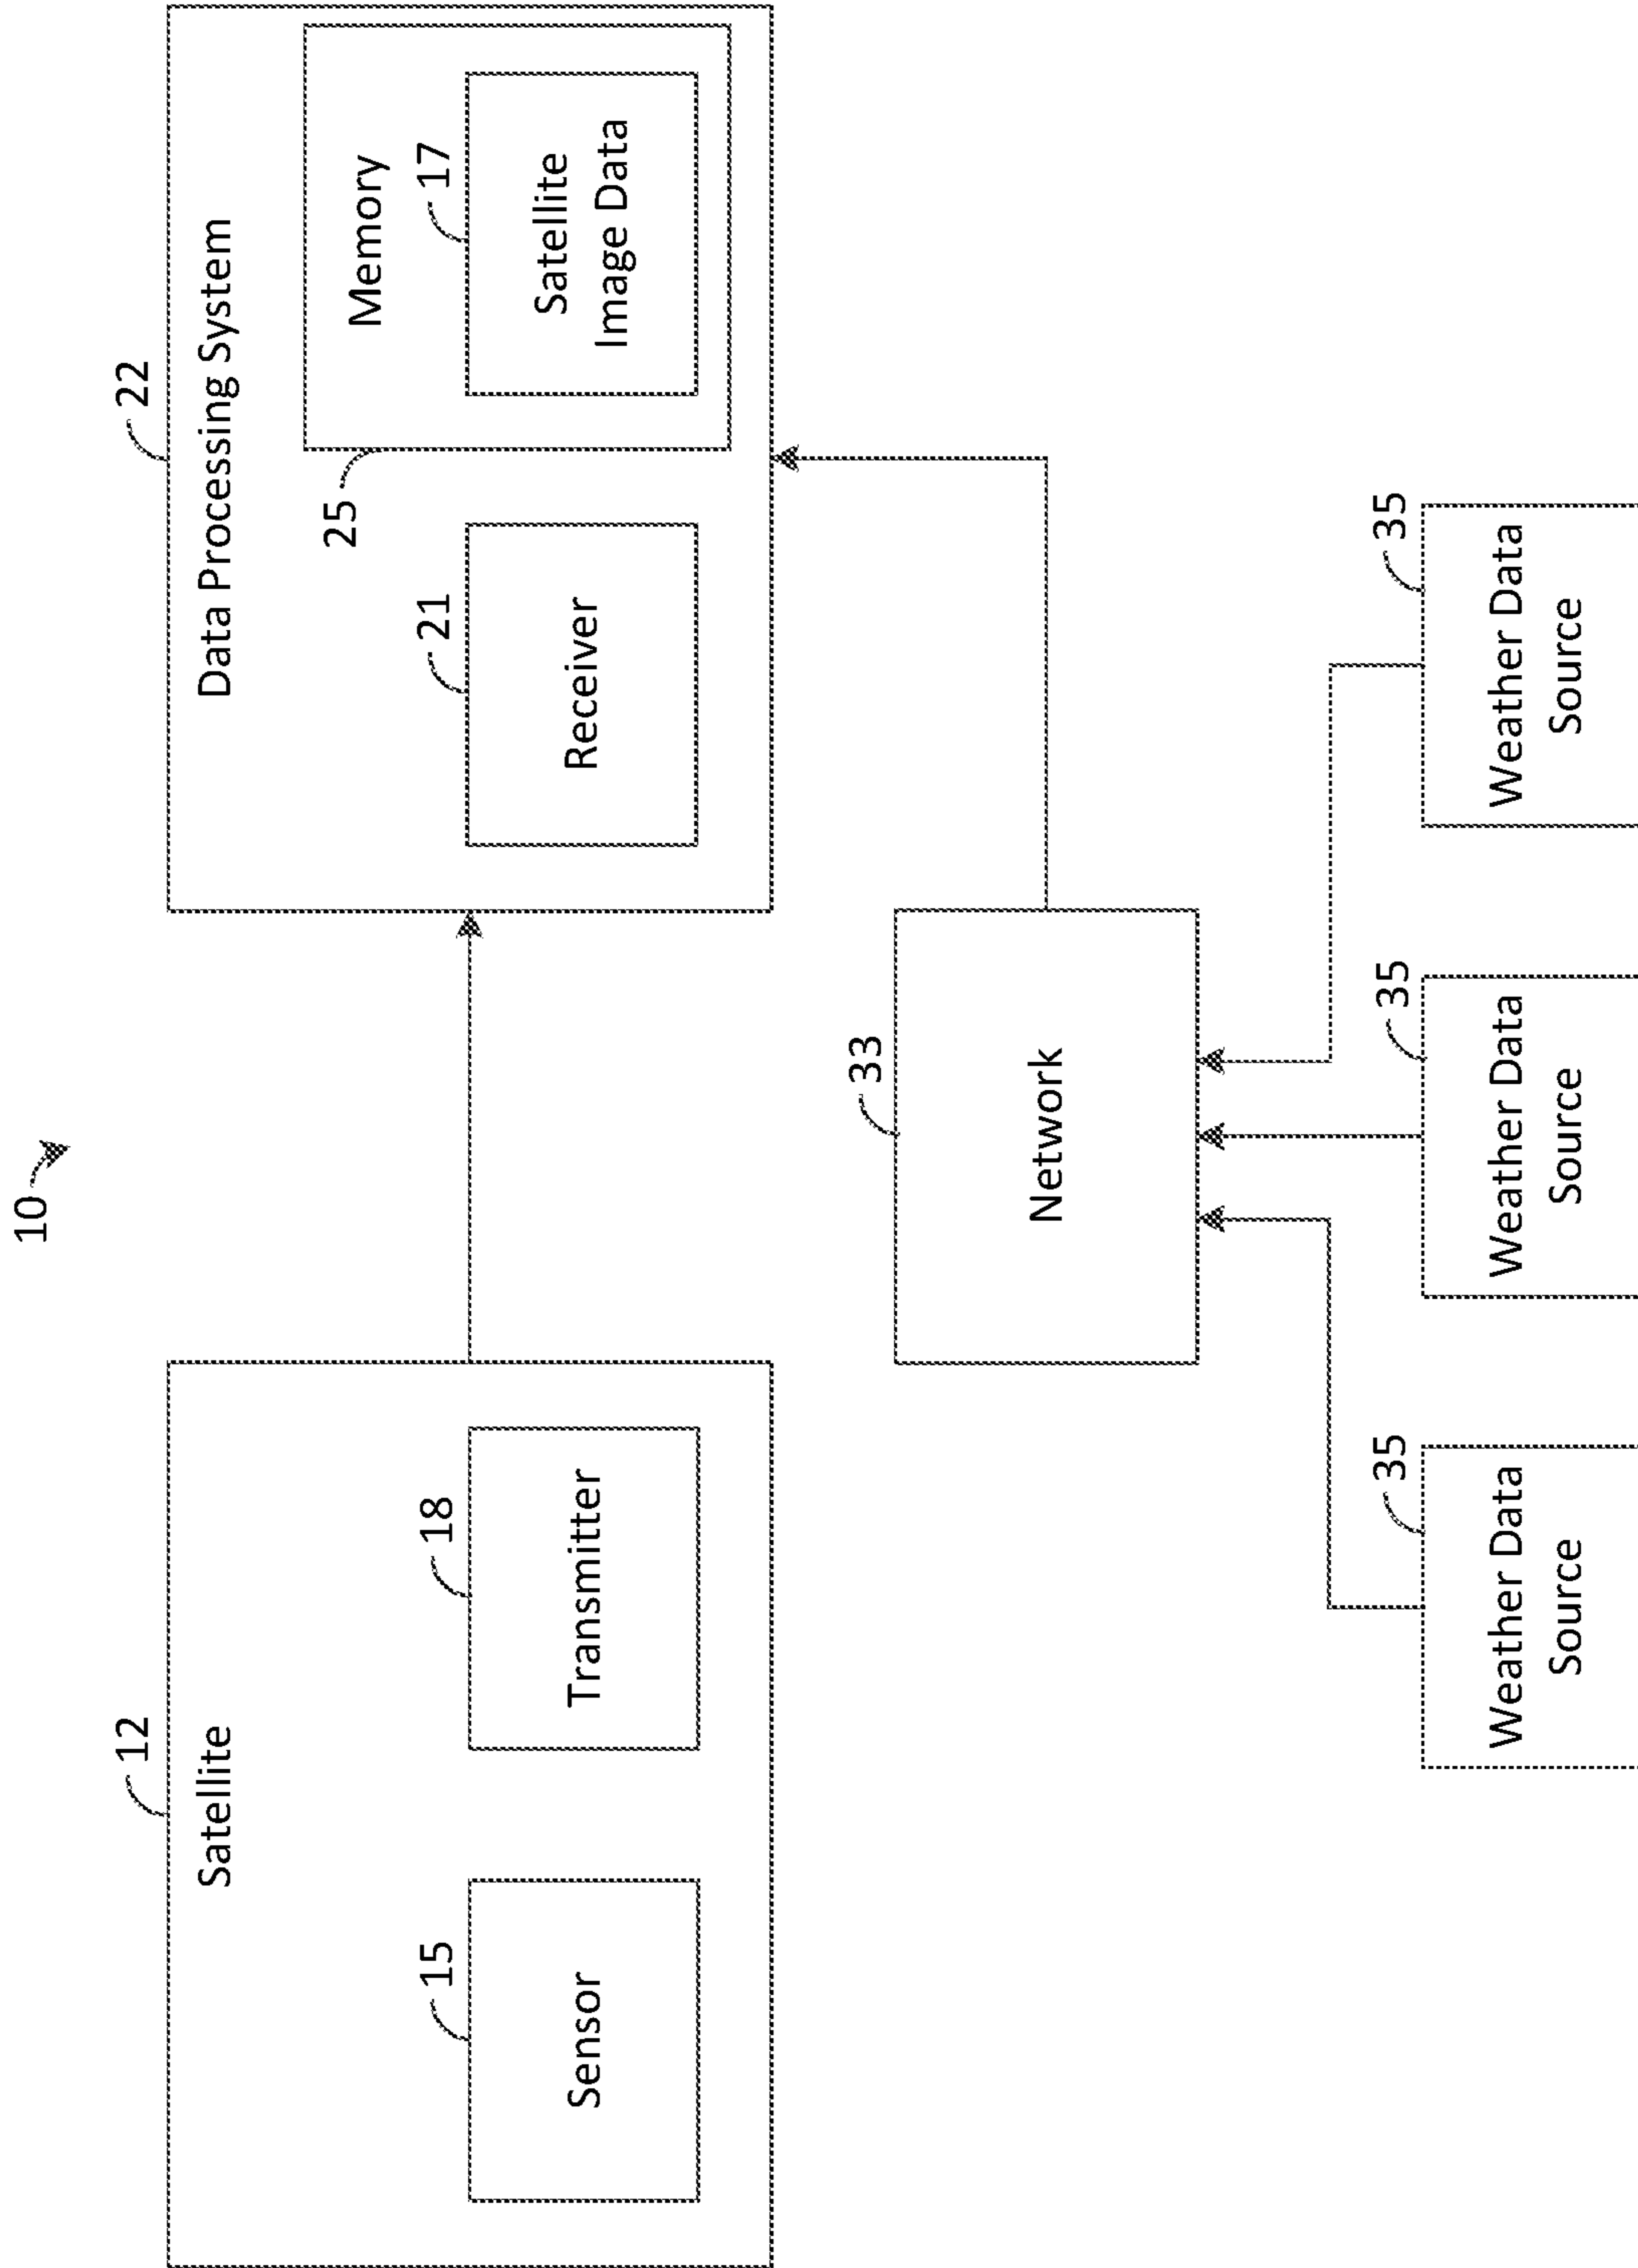 10
12
Satellite
15
Sensor
18
Transmitter
22
Data Processing System
21
Receiver
25
Memory
17
Satellite
Image Data
33
Network
35
Weather Data
Source
35
Weather Data
Source
35
Weather Data
Source